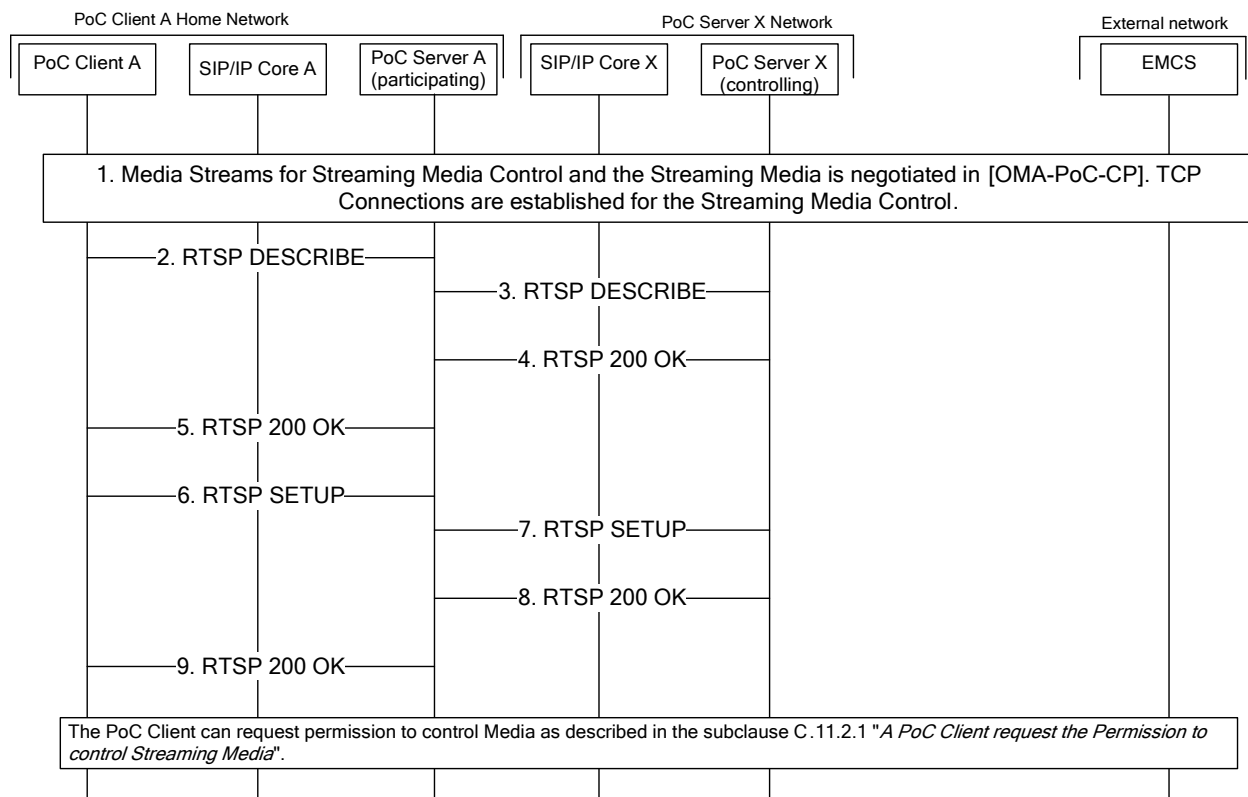 PoC Client A Home Network
PoC Server X Network
External network
PoC Client A
SIP/IP Core A
PoC Server A
(participating)
SIP/IP Core X
PoC Server X
(controlling)
EMCS
1. Media Streams for Streaming Media Control and the Streaming Media is negotiated in [OMA-PoC-CP]. TCP
Connections are established for the Streaming Media Control.
2. RTSP DESCRIBE
3. RTSP DESCRIBE
4. RTSP 200 OK
5. RTSP 200 OK
6. RTSP SETUP
7. RTSP SETUP
8. RTSP 200 OK
9. RTSP 200 OK
The PoC Client can request permission to control Media as described in the subclause C.11.2.1 "A PoC Client request the Permission to
control Streaming Media".